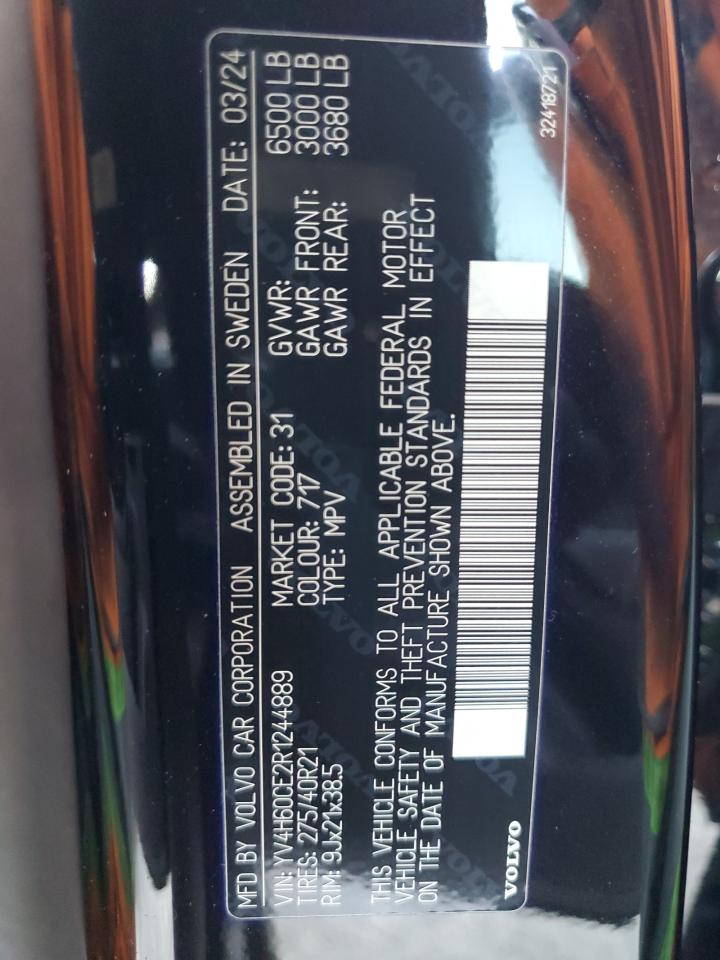 MFD BY VOLVO CAR CORPORATION ASSEMBLED IN SWEDEN DATE: 03/24
VIN: YV4H60CE2R1244889 MARKET CODE: 31 GVWR: 6500 LB
TIRES: 275/40R21 COLOUR: 717 GAWR FRONT: 3000 LB
RIM: 9Jx21x38.5 TYPE: MPV GAWR REAR: 3680 LB
THIS VEHICLE CONFORMS TO ALL APPLICABLE FEDERAL MOTOR
VEHICLE SAFETY AND THEFT PREVENTION STANDARDS IN EFFECT
ON THE DATE OF MANUFACTURE SHOWN ABOVE.
VOLVO
32418721